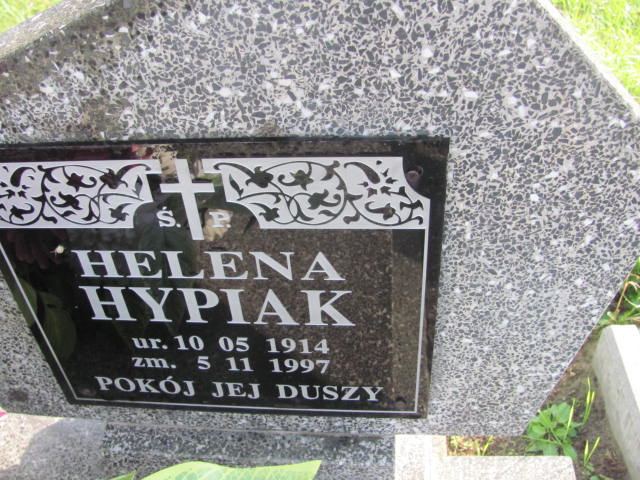 Ś. P.
HELENA
HYPIAK
ur. 10 05 1914
zm. 5 11 1997
POKÓJ JEJ DUSZY